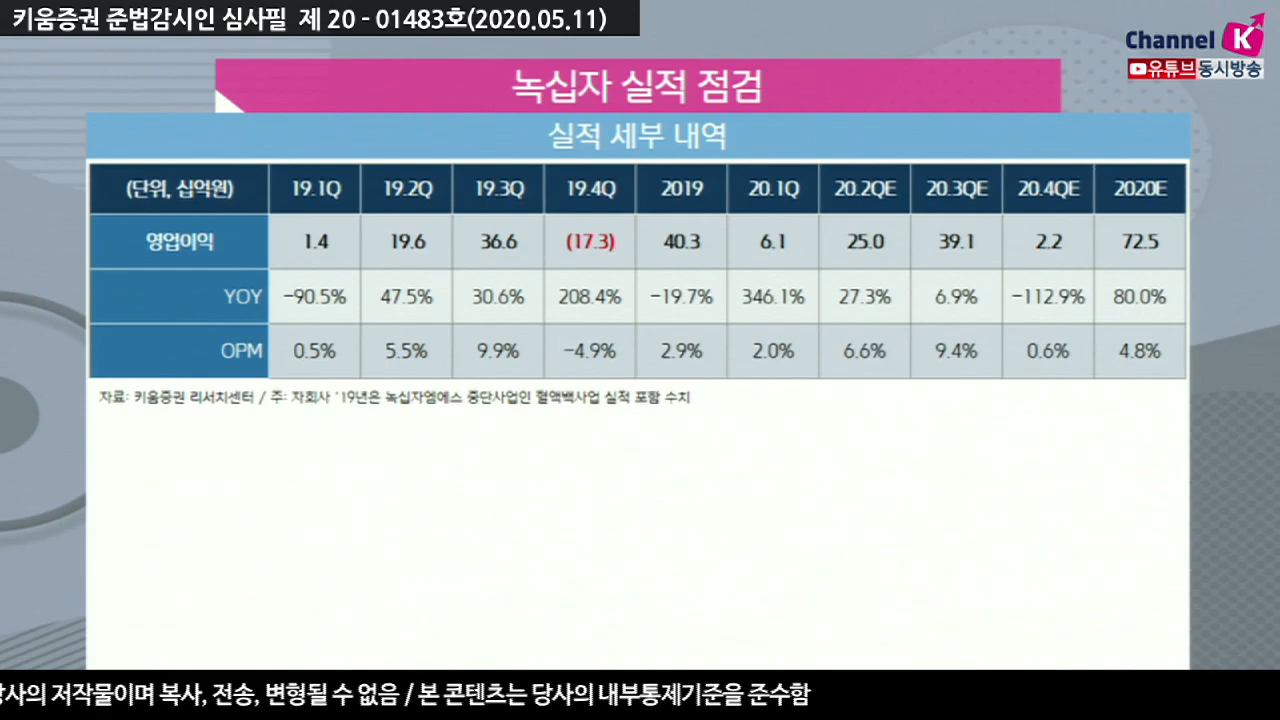 키움증권 준법감시인 심사필 제 20 - 01483호(2020.05.11)
Channel K
유튜브 동시방송
녹십자 실적 점검
실적 세부 내역
(단위, 십억원) 19.1Q 19.2Q 19.3Q 19.4Q 2019 20.1Q 20.2QE 20.3QE 20.4QE 2020E
영업이익 1.4 19.6 36.6 (17.3) 40.3 6.1 25.0 39.1 2.2 72.5
YOY -90.5% 47.5% 30.6% 208.4% -19.7% 346.1% 27.3% 6.9% -112.9% 80.0%
OPM 0.5% 5.5% 9.9% -4.9% 2.9% 2.0% 6.6% 9.4% 0.6% 4.8%
자료: 키움증권 리서치센터 / 주: 자회사 '19년은 녹십자엠에스 중단사업인 혈액백사업 실적 포함 수치
당사의 저작물이며 복사, 전송, 변형될 수 없음 / 본 콘텐츠는 당사의 내부통제기준을 준수함